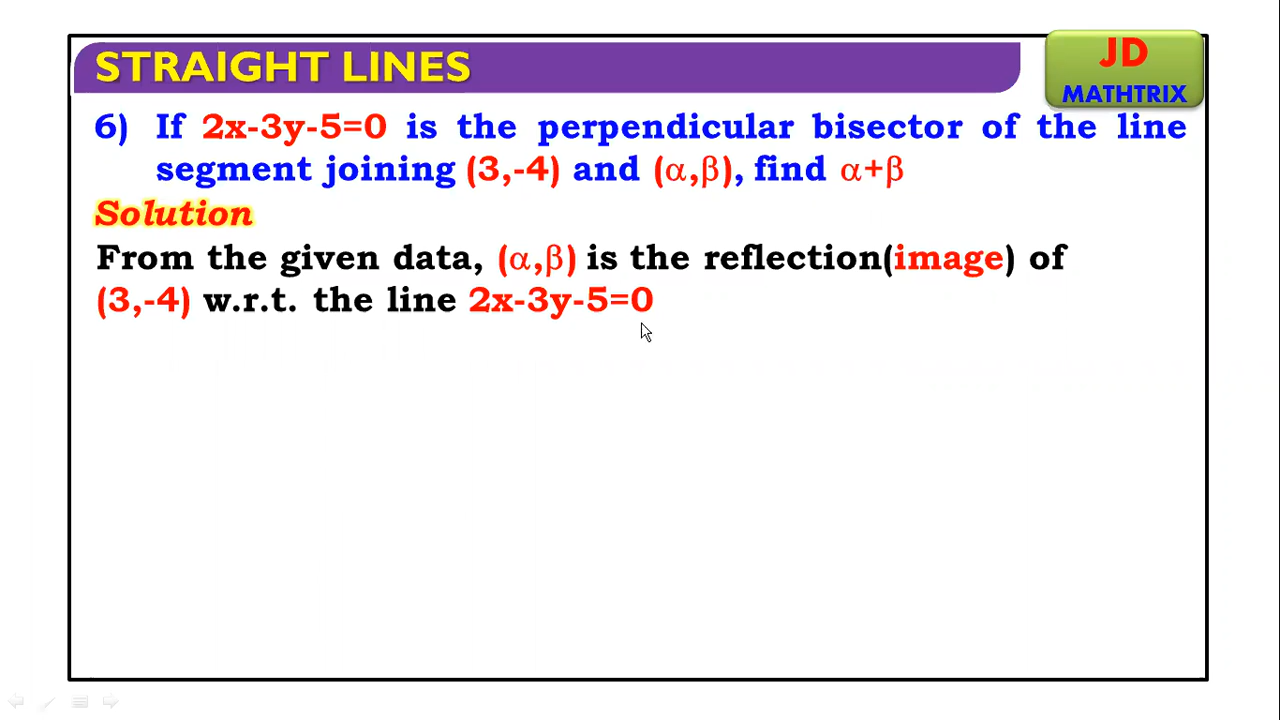 STRAIGHT LINES
JD
MATHTRIX
6) If 2x-3y-5=0 is the perpendicular bisector of the line
segment joining (3,-4) and (α,β), find α+β
Solution
From the given data, (α,β) is the reflection(image) of
(3,-4) w.r.t. the line 2x-3y-5=0